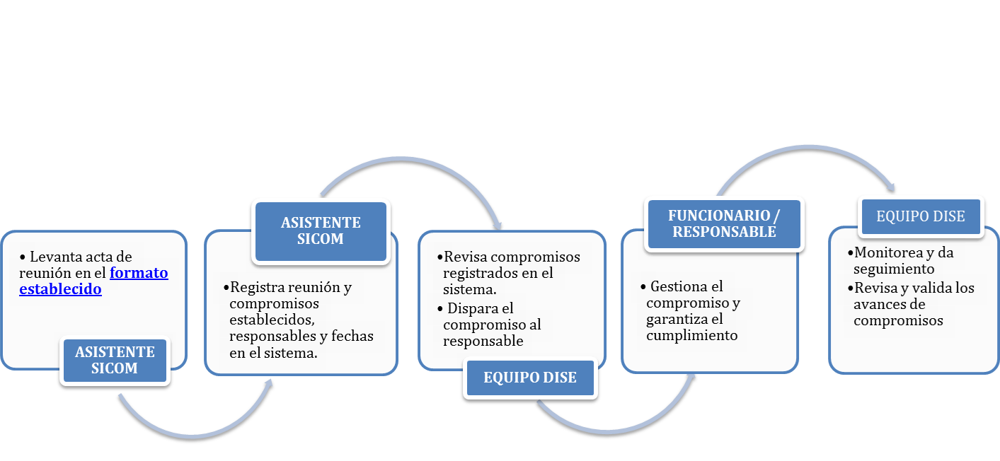 • Levanta acta de
reunión en el formato
establecido
ASISTENTE
SICOM
ASISTENTE
SICOM
•Registra reunión y
compromisos
establecidos,
responsables y fechas
en el sistema.
•Revisa compromisos
registrados en el
sistema.
• Dispara el
compromiso al
responsable
EQUIPO DISE
FUNCIONARIO /
RESPONSABLE
• Gestiona el
compromiso y
garantiza el
cumplimiento
EQUIPO DISE
•Monitorea y da
seguimiento
•Revisa y valida los
avances de
compromisos